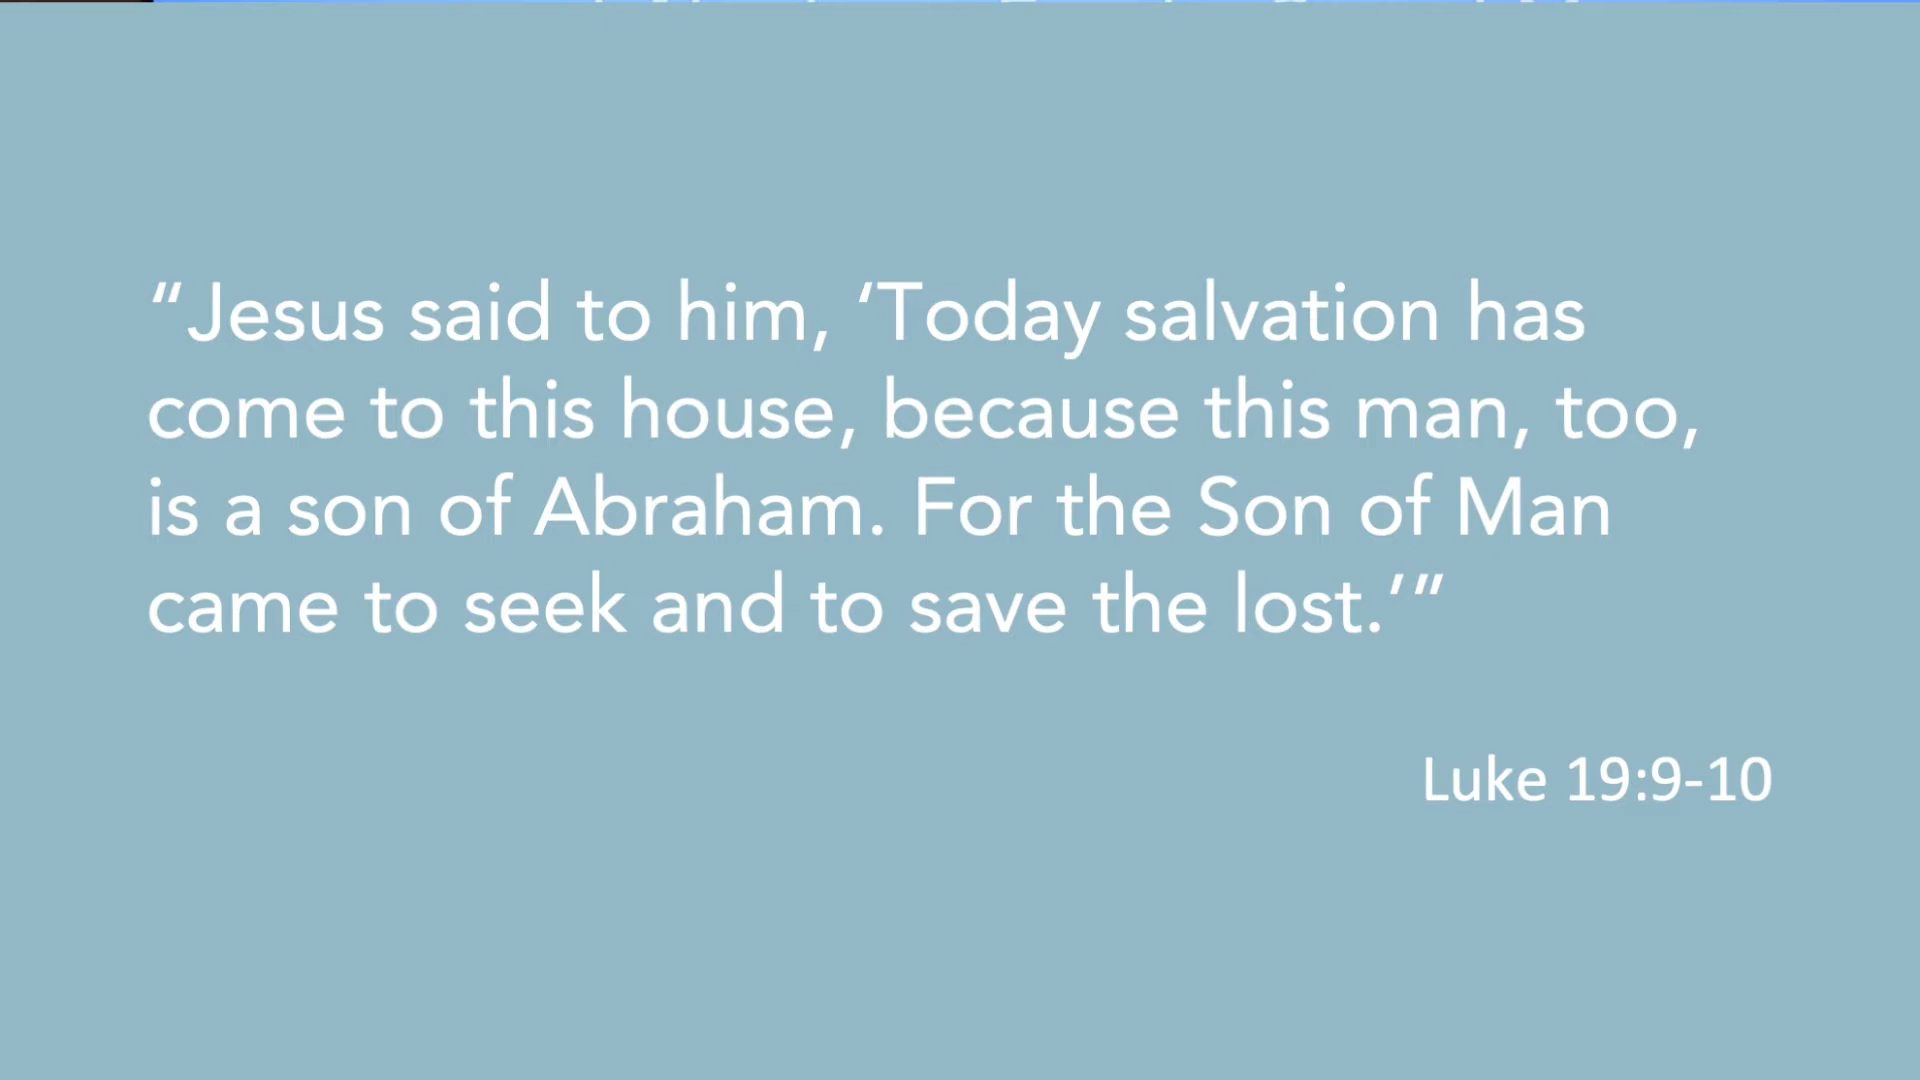 “Jesus said to him, ‘Today salvation has
come to this house, because this man, too,
is a son of Abraham. For the Son of Man
came to seek and to save the lost.’”
Luke 19:9-10